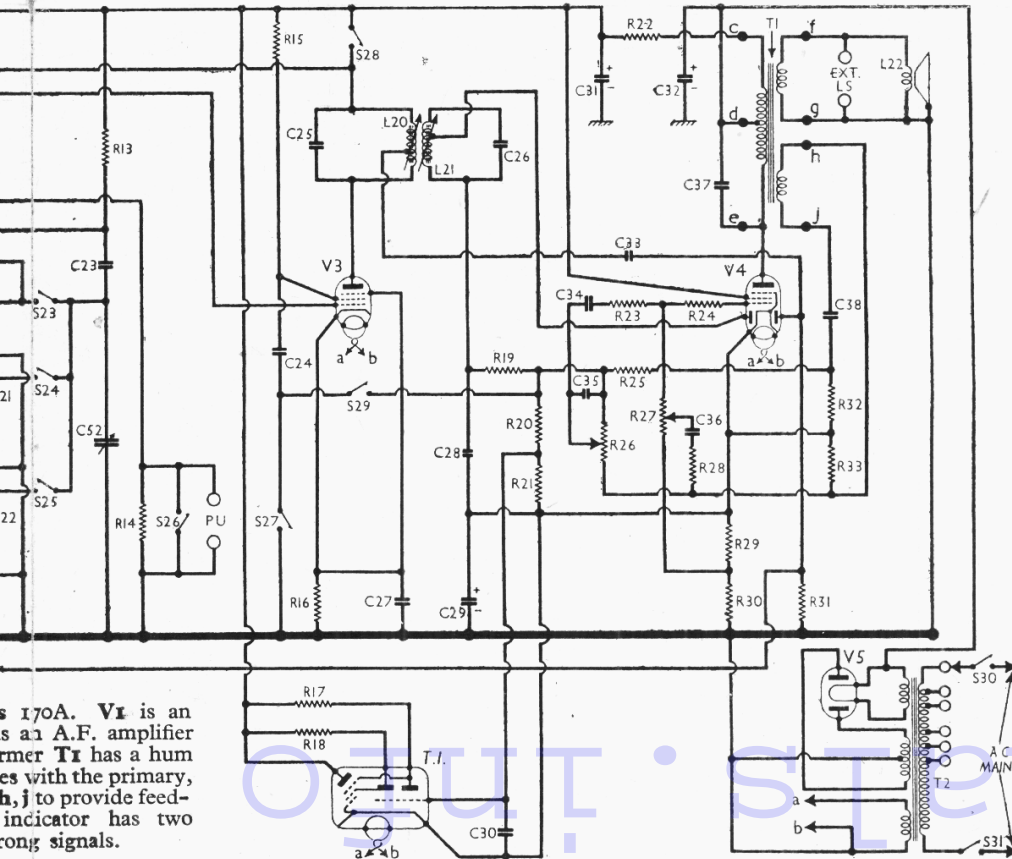 R15
S28
R22
c
T1
f
C31
+
-
C32
+
-
EXT.
LS
L22
d
g
R13
C25
L20
L21
C26
h
C37
e
j
C23
V3
C33
V4
S23
C34
R23
R24
C38
a
b
a
b
C24
R19
S24
S29
C35
R25
21
R20
R27
C36
R32
C52
R26
C28
R28
R33
S25
R21
22
R14
S26
PU
S27
R29
R16
C27
C29
+
-
R30
R31
V5
S30
s 170A. V1 is an
s an A.F. amplifier
rmer T1 has a hum
es with the primary,
h, j to provide feed-
indicator has two
rong signals.
R17
R18
T.I.
A C
MAIN
T2
a
b
C30
S31
a
b